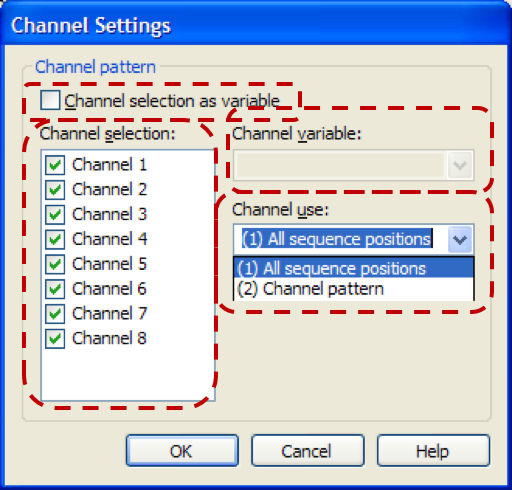 Channel Settings
Channel pattern
Channel selection as variable
Channel selection:
Channel 1
Channel 2
Channel 3
Channel 4
Channel 5
Channel 6
Channel 7
Channel 8
Channel variable:
Channel use:
(1) All sequence positions
(1) All sequence positions
(2) Channel pattern
OK
Cancel
Help